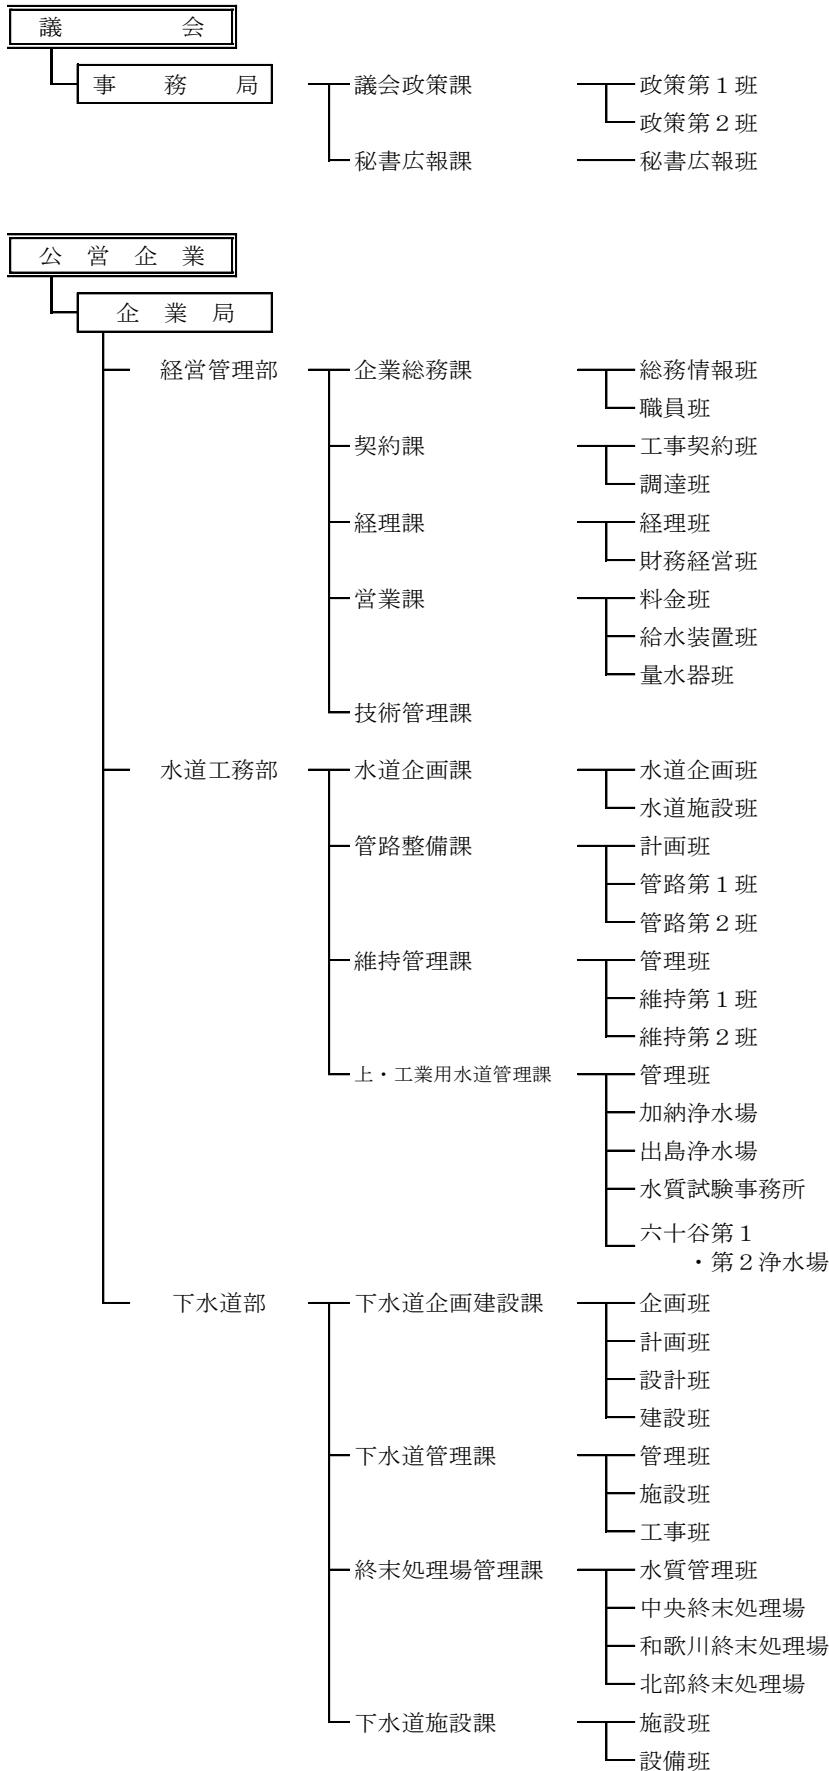 議　　　会
事　務　局　議会政策課　政策第１班
政策第２班
秘書広報課　秘書広報班
公　営　企　業
企　業　局
経営管理部　企業総務課　総務情報班
職員班
契約課　工事契約班
調達班
経理課　経理班
財務経営班
営業課　料金班
給水装置班
量水器班
技術管理課
水道工務部　水道企画課　水道企画班
水道施設班
管路整備課　計画班
管路第１班
管路第２班
維持管理課　管理班
維持第１班
維持第２班
上・工業用水道管理課　管理班
加納浄水場
出島浄水場
水質試験事務所
六十谷第１
・第２浄水場
下水道部　下水道企画建設課　企画班
計画班
設計班
建設班
下水道管理課　管理班
施設班
工事班
終末処理場管理課　水質管理班
中央終末処理場
和歌川終末処理場
北部終末処理場
下水道施設課　施設班
設備班